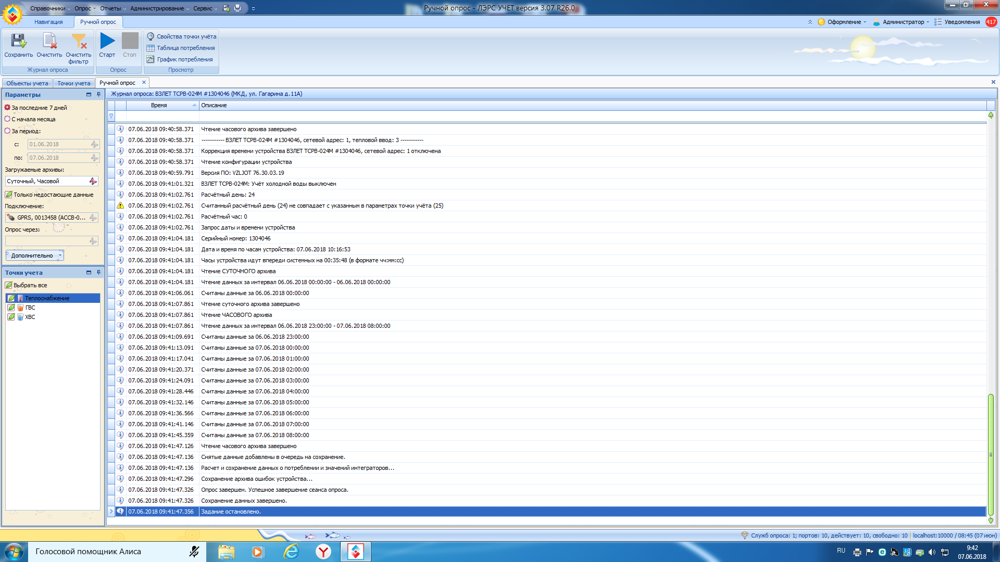 Справочники Опрос Отчеты Администрирование Сервис
Ручной опрос - ЛЭРС УЧЕТ версия 3.07 R26.0
Навигация Ручной опрос
Оформление Администратор Уведомления 417
Сохранить Очистить Очистить фильтр
Журнал опроса
Старт Стоп
Опрос
Свойства точки учёта
Таблица потребления
График потребления
Просмотр
Объекты учета Точки учета Ручной опрос
Параметры
За последние 7 дней
С начала месяца
За период:
с: 01.06.2018
по: 07.06.2018
Загружаемые архивы:
Суточный, Часовой
Только недостающие данные
Подключение:
GPRS, 0013458 (АССВ-0...
Опрос через:
Дополнительно
Точки учета
Выбрать все
Теплоснабжение
ГВС
ХВС
Журнал опроса: ВЗЛЕТ ТСРВ-024М #1304046 (МКД, ул. Гагарина д.11А)
Время Описание
07.06.2018 09:40:58.371 Чтение часового архива завершено
07.06.2018 09:40:58.371 ----------- ВЗЛЕТ ТСРВ-024М #1304046, сетевой адрес: 1, тепловой ввод: 3 -----------
07.06.2018 09:40:58.371 Коррекция времени устройства ВЗЛЕТ ТСРВ-024М #1304046, сетевой адрес: 1 отключена
07.06.2018 09:40:58.371 Чтение конфигурации устройства
07.06.2018 09:40:59.791 Версия ПО: VZLJOT 76.30.03.19
07.06.2018 09:41:01.321 ВЗЛЕТ ТСРВ-024М: Учёт холодной воды выключен
07.06.2018 09:41:02.761 Расчётный день: 24
07.06.2018 09:41:02.761 Считанный расчётный день (24) не совпадает с указанным в параметрах точки учёта (25)
07.06.2018 09:41:02.761 Расчётный час: 0
07.06.2018 09:41:02.761 Запрос даты и времени устройства
07.06.2018 09:41:04.181 Серийный номер: 1304046
07.06.2018 09:41:04.181 Дата и время по часам устройства: 07.06.2018 10:16:53
07.06.2018 09:41:04.181 Часы устройства идут впереди системных на 00:35:48 (в формате чч:мм:сс)
07.06.2018 09:41:04.181 Чтение СУТОЧНОГО архива
07.06.2018 09:41:04.181 Чтение данных за интервал 06.06.2018 00:00:00 - 06.06.2018 00:00:00
07.06.2018 09:41:06.061 Считаны данные за 06.06.2018 00:00:00
07.06.2018 09:41:07.861 Чтение суточного архива завершено
07.06.2018 09:41:07.861 Чтение ЧАСОВОГО архива
07.06.2018 09:41:07.861 Чтение данных за интервал 06.06.2018 23:00:00 - 07.06.2018 08:00:00
07.06.2018 09:41:09.691 Считаны данные за 06.06.2018 23:00:00
07.06.2018 09:41:13.091 Считаны данные за 07.06.2018 00:00:00
07.06.2018 09:41:17.041 Считаны данные за 07.06.2018 01:00:00
07.06.2018 09:41:20.371 Считаны данные за 07.06.2018 02:00:00
07.06.2018 09:41:24.091 Считаны данные за 07.06.2018 03:00:00
07.06.2018 09:41:28.446 Считаны данные за 07.06.2018 04:00:00
07.06.2018 09:41:32.146 Считаны данные за 07.06.2018 05:00:00
07.06.2018 09:41:36.566 Считаны данные за 07.06.2018 06:00:00
07.06.2018 09:41:41.146 Считаны данные за 07.06.2018 07:00:00
07.06.2018 09:41:45.359 Считаны данные за 07.06.2018 08:00:00
07.06.2018 09:41:47.126 Чтение часового архива завершено
07.06.2018 09:41:47.136 Снятые данные добавлены в очередь на сохранение.
07.06.2018 09:41:47.136 Расчет и сохранение данных о потреблении и значений интеграторов...
07.06.2018 09:41:47.296 Сохранение архива ошибок устройства...
07.06.2018 09:41:47.326 Опрос завершен. Успешное завершение сеанса опроса.
07.06.2018 09:41:47.326 Сохранение данных завершено.
07.06.2018 09:41:47.356 Задание остановлено.
Служб опроса: 1; портов: 10, действует: 10, свободно: 10 localhost:10000 / 08:45 (07 июн)
Голосовой помощник Алиса
RU
9:42
07.06.2018